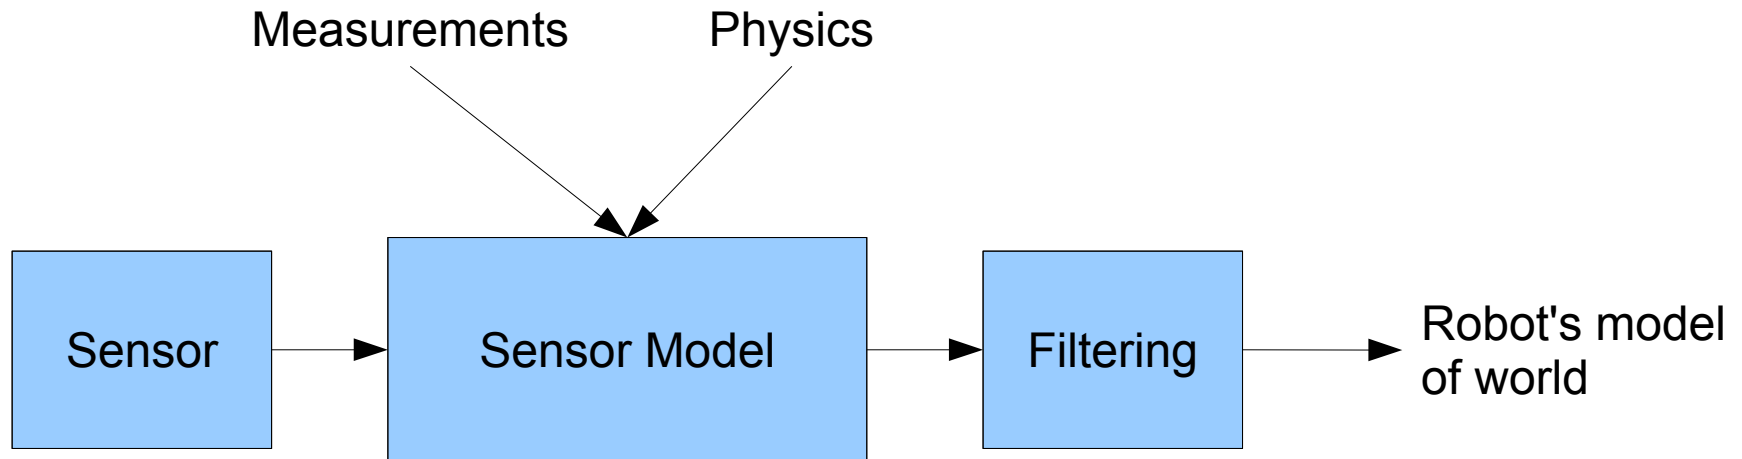 Measurements
Physics
Sensor
Sensor Model
Filtering
Robot's model
of world